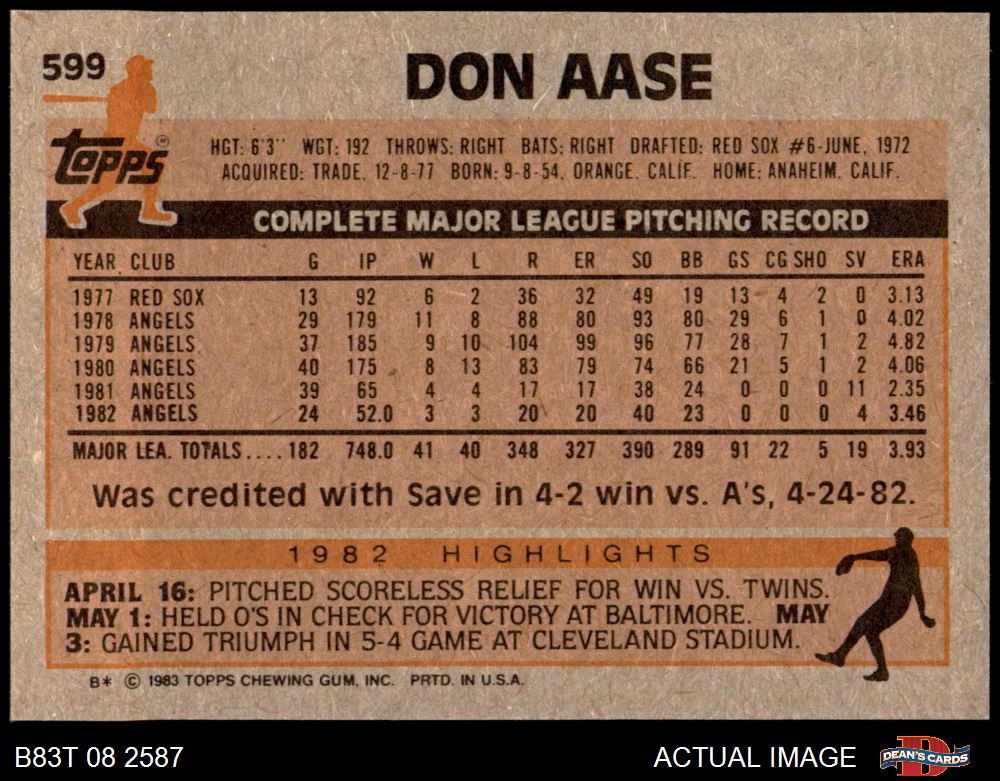 599
DON AASE
Topps®
HGT: 6'3'' WGT: 192 THROWS: RIGHT BATS: RIGHT DRAFTED: RED SOX #6-JUNE, 1972
ACQUIRED: TRADE, 12-8-77 BORN: 9-8-54, ORANGE, CALIF. HOME: ANAHEIM, CALIF.
COMPLETE MAJOR LEAGUE PITCHING RECORD
YEAR CLUB G IP W L R ER SO BB GS CG SHO SV ERA
1977 RED SOX 13 92 6 2 36 32 49 19 13 4 2 0 3.13
1978 ANGELS 29 179 11 8 88 80 93 80 29 6 1 0 4.02
1979 ANGELS 37 185 9 10 104 99 96 77 28 7 1 2 4.82
1980 ANGELS 40 175 8 13 83 79 74 66 21 5 1 2 4.06
1981 ANGELS 39 65 4 4 17 17 38 24 0 0 0 11 2.35
1982 ANGELS 24 52.0 3 3 20 20 40 23 0 0 0 4 3.46
MAJOR LEA. TOTALS.... 182 748.0 41 40 348 327 390 289 91 22 5 19 3.93
Was credited with Save in 4-2 win vs. A's, 4-24-82.
1982 HIGHLIGHTS
APRIL 16: PITCHED SCORELESS RELIEF FOR WIN VS. TWINS.
MAY 1: HELD O'S IN CHECK FOR VICTORY AT BALTIMORE. MAY
3: GAINED TRIUMPH IN 5-4 GAME AT CLEVELAND STADIUM.
B* © 1983 TOPPS CHEWING GUM, INC. PRTD. IN U.S.A.
B83T 08 2587 ACTUAL IMAGE DEAN'S CARDS